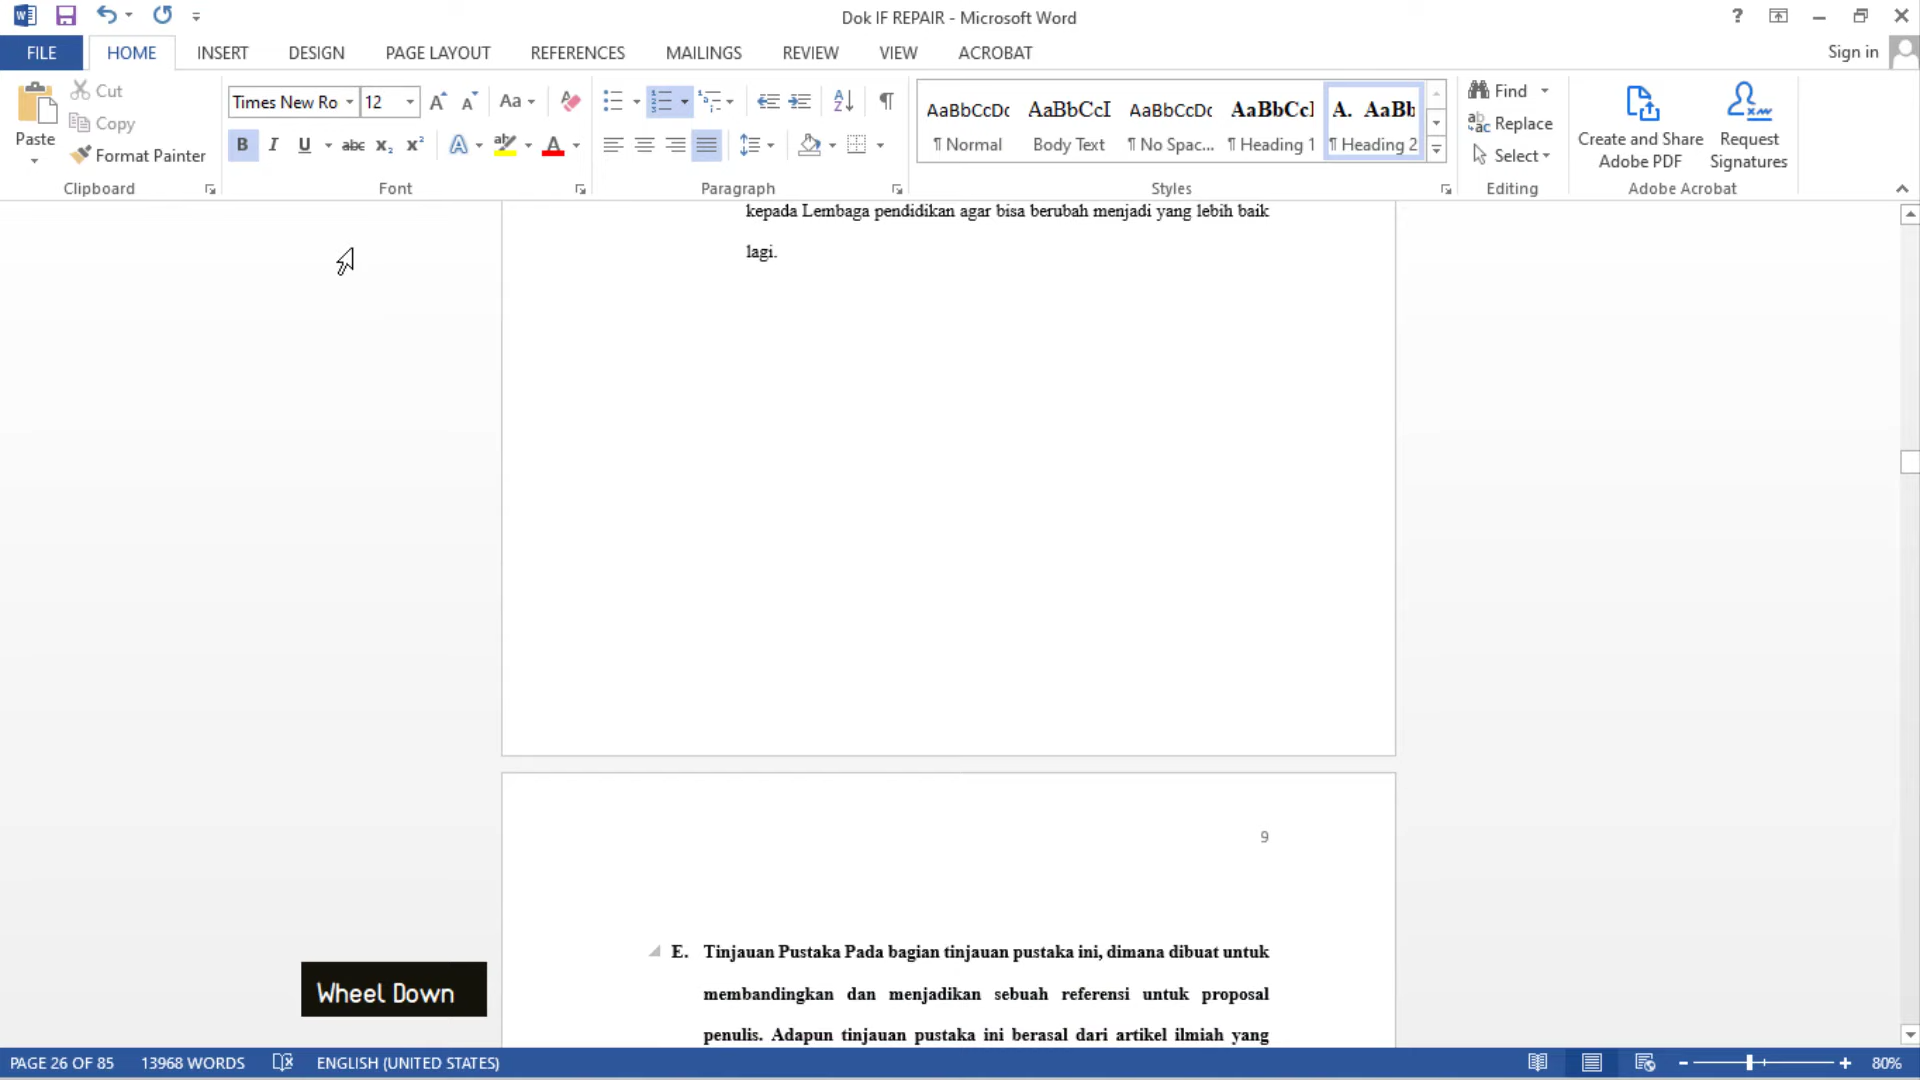 Dok IF REPAIR - Microsoft Word
?
FILE
HOME
INSERT
DESIGN
PAGE LAYOUT
REFERENCES
MAILINGS
REVIEW
VIEW
ACROBAT
Sign in
Paste
Cut
Copy
Format Painter
Clipboard
Times New Ro
12
Aa
B I U abc x₂ x²
Font
Paragraph
AaBbCcDc
¶ Normal
AaBbCcI
Body Text
AaBbCcDc
¶ No Spac...
AaBbCcI
¶ Heading 1
A. AaBb
¶ Heading 2
Styles
Find
Replace
Select
Editing
Create and Share
Adobe PDF
Request
Signatures
Adobe Acrobat
kepada Lembaga pendidikan agar bisa berubah menjadi yang lebih baik
lagi.
9
E. Tinjauan Pustaka Pada bagian tinjauan pustaka ini, dimana dibuat untuk
membandingkan dan menjadikan sebuah referensi untuk proposal
penulis. Adapun tinjauan pustaka ini berasal dari artikel ilmiah yang
Wheel Down
PAGE 26 OF 85
13968 WORDS
ENGLISH (UNITED STATES)
80%